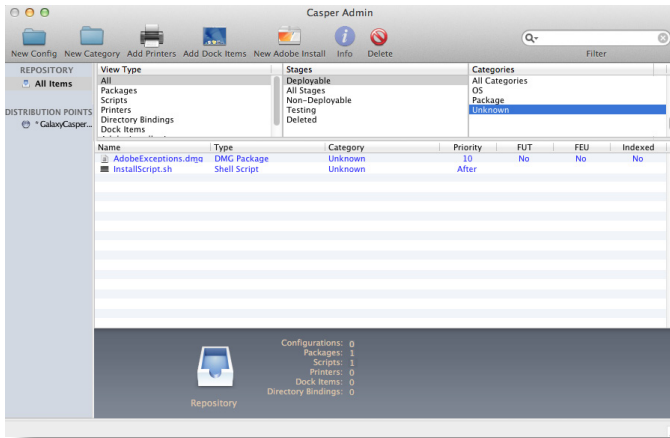 Casper Admin
New Config New Category Add Printers Add Dock Items New Adobe Install Info Delete Filter
REPOSITORY
All Items
DISTRIBUTION POINTS
* GalaxyCasper...
View Type
All
Packages
Scripts
Printers
Directory Bindings
Dock Items
Stages
Deployable
All Stages
Non-Deployable
Testing
Deleted
Categories
All Categories
OS
Package
Unknown
Name Type Category Priority FUT FEU Indexed
AdobeExceptions.dmg DMG Package Unknown 10 No No No
InstallScript.sh Shell Script Unknown After
Configurations: 0
Packages: 1
Scripts: 1
Printers: 0
Dock Items: 0
Directory Bindings: 0
Repository